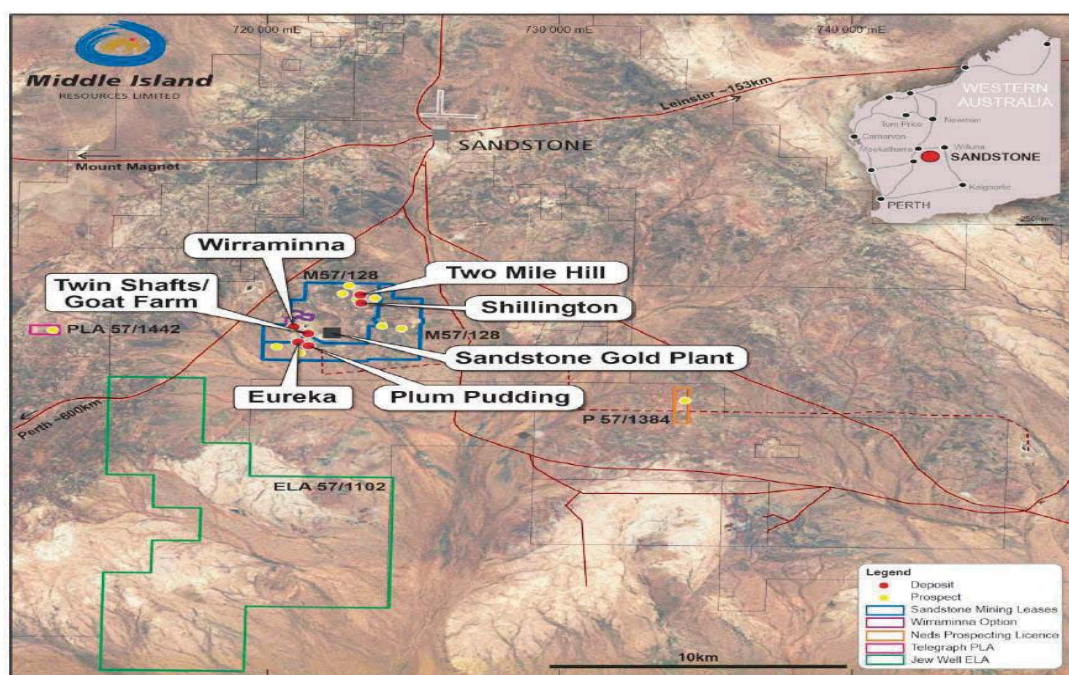 720 000 mE
730 000 mE
740 000 mE
Middle Island
RESOURCES LIMITED
Leinster ~153km
SANDSTONE
Mount Magnet
WESTERN
AUSTRALIA
Tom Price
Newman
Carnarvon
Meekatharra
Wiluna
SANDSTONE
Kalgoorlie
PERTH
250km
Wirraminna
M57/128
Two Mile Hill
Twin Shafts/
Goat Farm
Shillington
PLA 57/1442
M57/128
Sandstone Gold Plant
Eureka
Plum Pudding
Perth ~600km
P 57/1384
ELA 57/1102
Legend
Deposit
Prospect
Sandstone Mining Leases
Wirraminna Option
Neds Prospecting Licence
Telegraph PLA
Jew Well ELA
10km